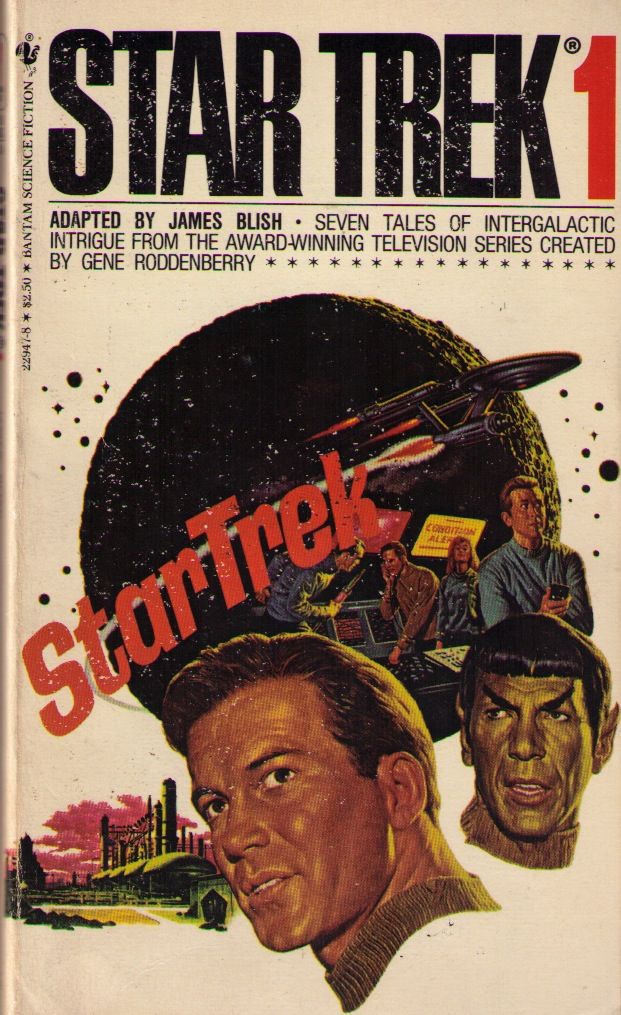 STAR TREK® 1
ADAPTED BY JAMES BLISH • SEVEN TALES OF INTERGALACTIC
INTRIGUE FROM THE AWARD-WINNING TELEVISION SERIES CREATED
BY GENE RODDENBERRY * * * * * * * * * * * * * * * * * *
22947-8 * $2.50 * BANTAM SCIENCE FICTION
Star Trek
CONDITION
ALERT